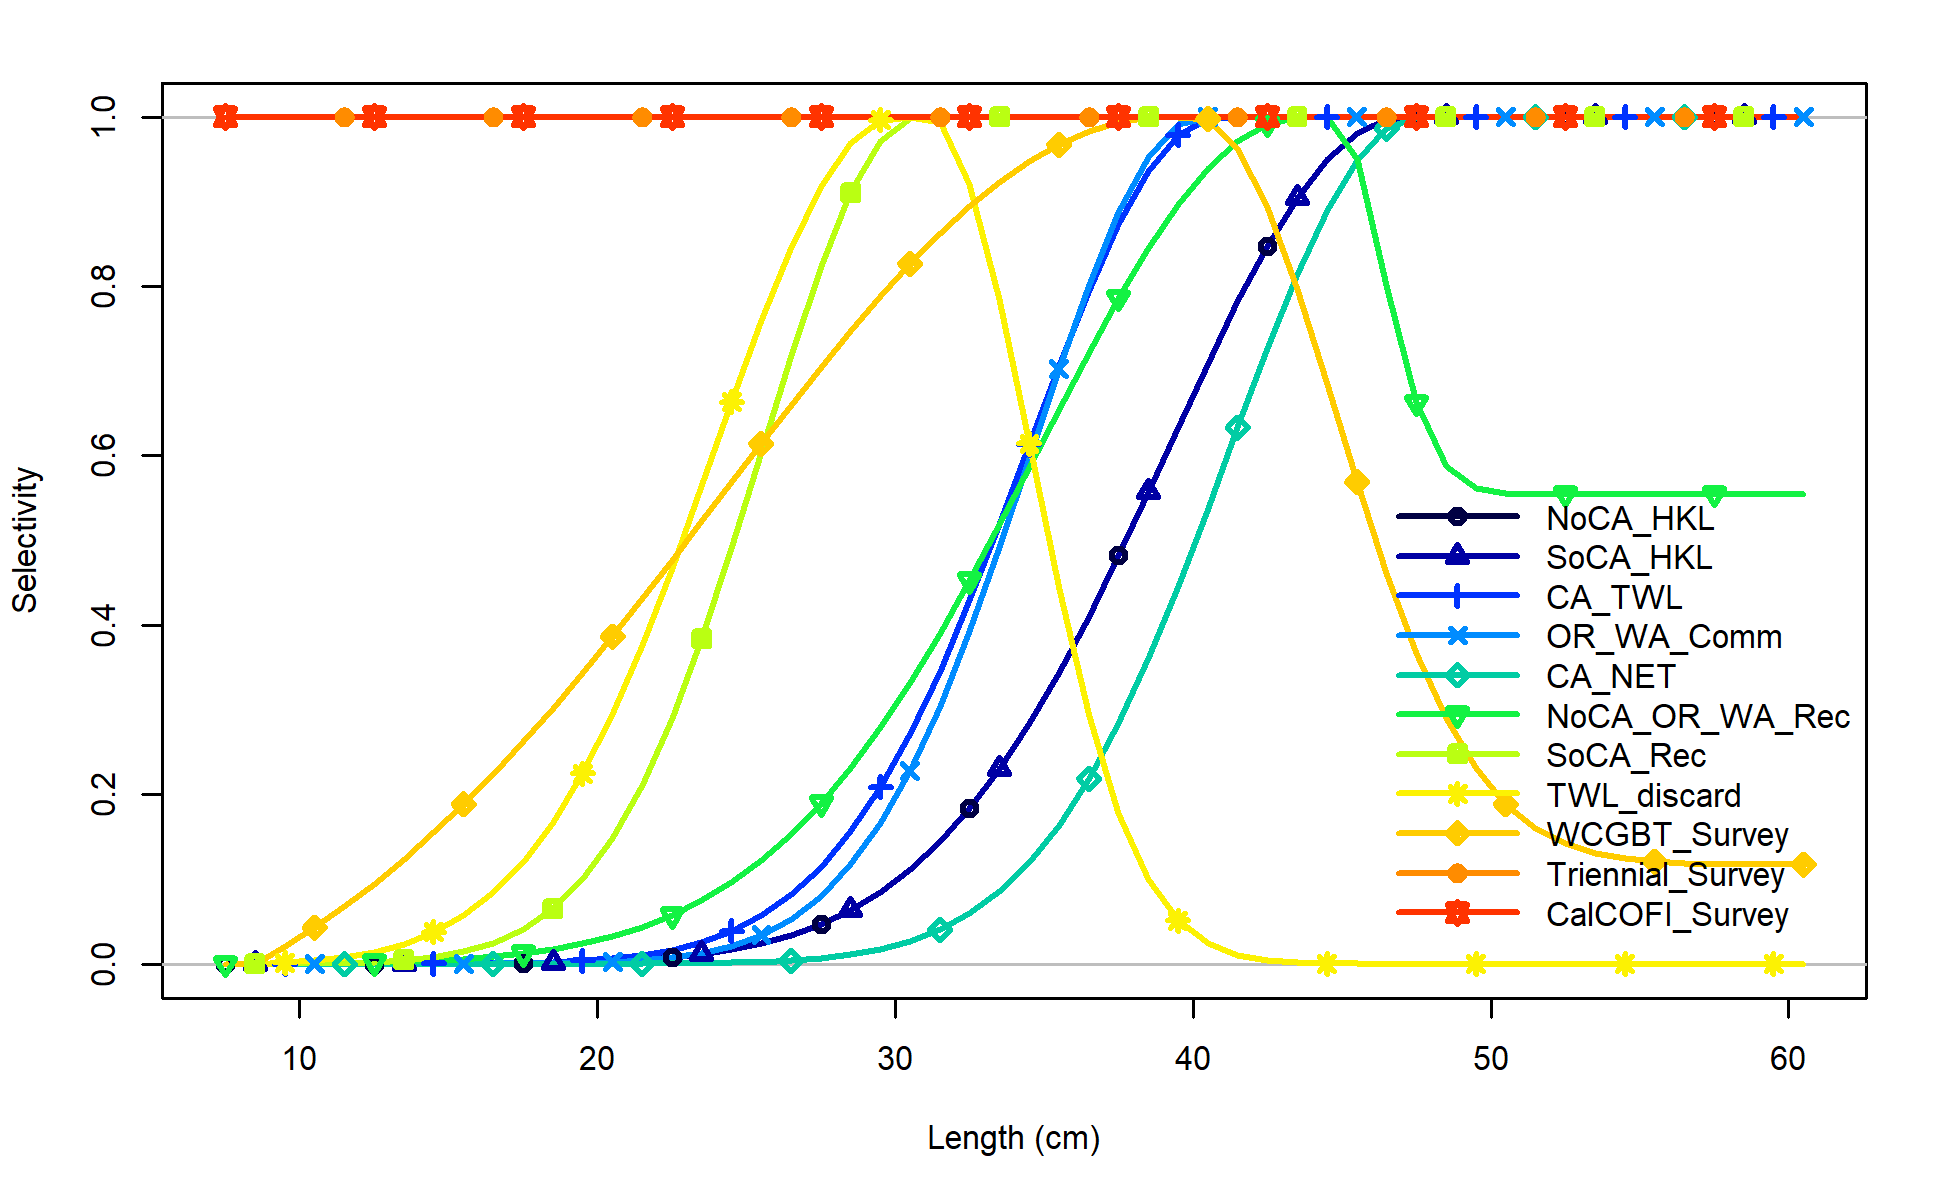 1.0
0.8
0.6
0.4
0.2
0.0
Selectivity
NoCA_HKL
SoCA_HKL
CA_TWL
OR_WA_Comm
CA_NET
NoCA_OR_WA_Rec
SoCA_Rec
TWL_discard
WCGBT_Survey
Triennial_Survey
CalCOFI_Survey
10 20 30 40 50 60
Length (cm)